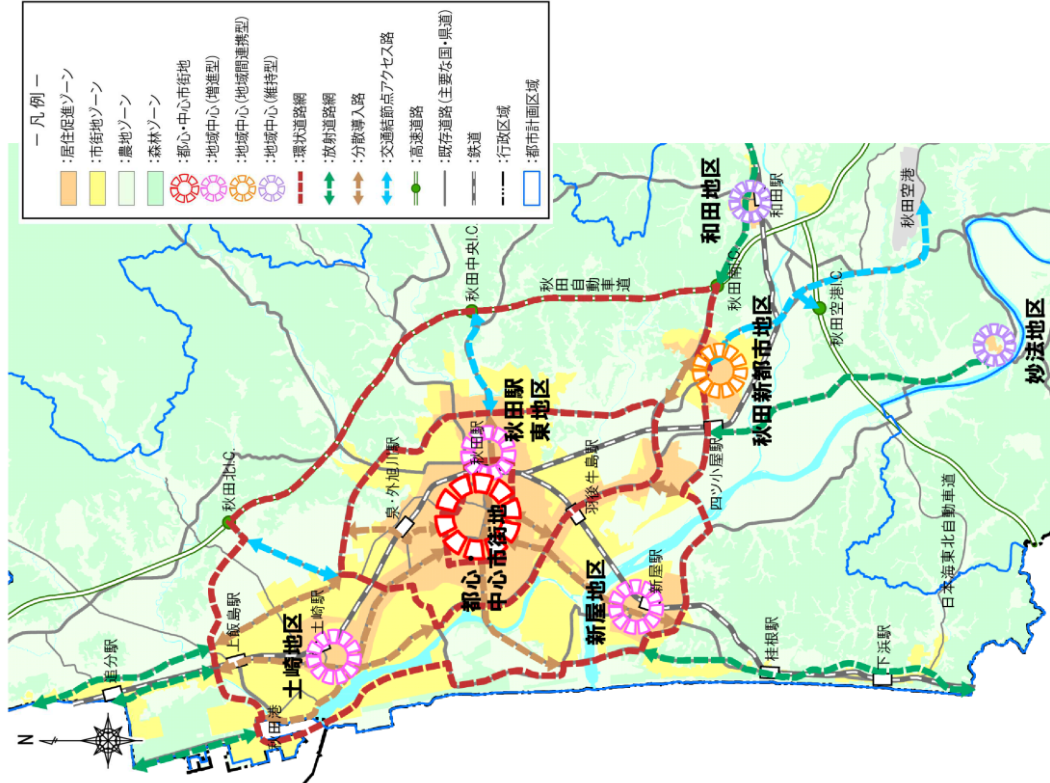 － 凡 例 －
:居住促進ゾーン
:市街地ゾーン
:農地ゾーン
:森林ゾーン
:都心・中心市街地
:地域中心(増進型)
:地域中心(地域間連携型)
:地域中心(維持型)
:環状道路網
:放射道路網
:分散導入路
:交通結節点アクセス路
:高速道路
:既存道路(主要な国・県道)
:鉄道
:行政区域
:都市計画区域
N
追分駅
上飯島駅
秋田港
土崎地区
土崎駅
秋田北I.C.
泉・外旭川駅
秋田中央I.C.
秋田
自動車道
秋田駅
秋田駅
東地区
都心・
中心市街地
羽後牛島駅
新屋地区
新屋駅
四ツ小屋駅
秋田新都市地区
秋田南I.C.
和田地区
和田駅
秋田空港
秋田空港I.C.
妙法地区
桂根駅
下浜駅
日本海東北自動車道